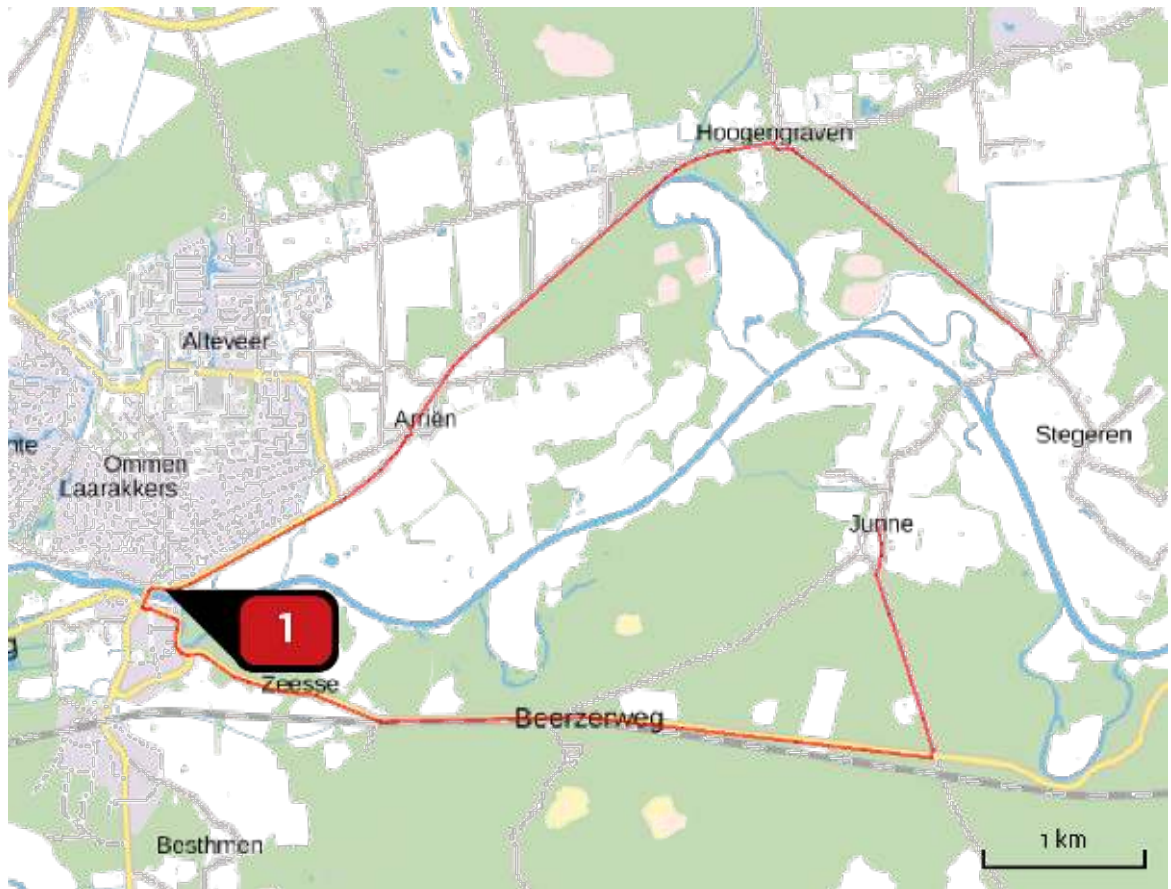 Hoogengraven
Alteveer
Arriën
Stegeren
Ommen
Laarakkers
Junne
1
Zeesse
Beerzerweg
Besthmen
1 km